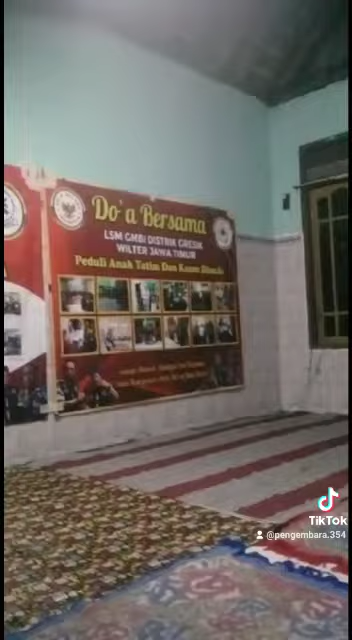 Do'a Bersama
LSM GMBI DISTRIK GRESIK
WILTER JAWA TIMUR
Peduli Anak Yatim Dan Kaum Dhuafa
TikTok
@pengembara.354